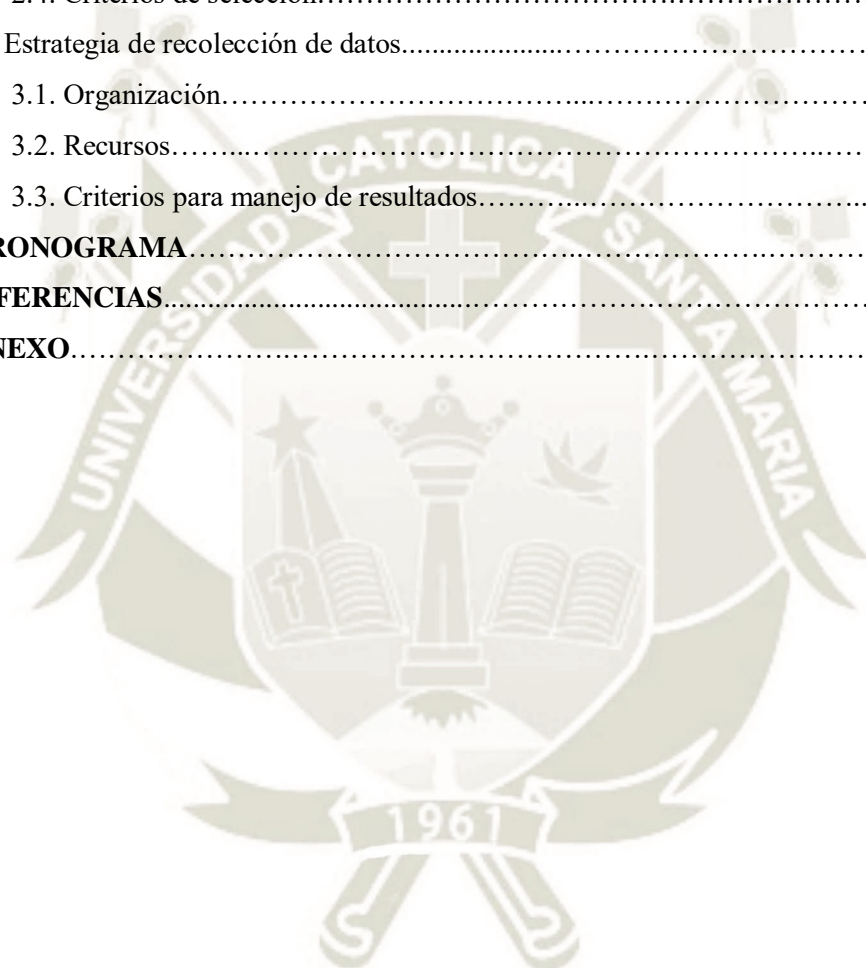 2.4. Criterios de selección……………………………………….………………
Estrategia de recolección de datos......................…………………………………
3.1. Organización…………………………………...……………………………
3.2. Recursos……..…………………………………………………………..……
3.3. Criterios para manejo de resultados………...……………………………...
RONOGRAMA…………………………………..……………….……………
FERENCIAS......................................……………….………….……………
NEXO………………….……………………………….……………………
UNIVERSIDAD CATOLICA SANTA MARIA
1961